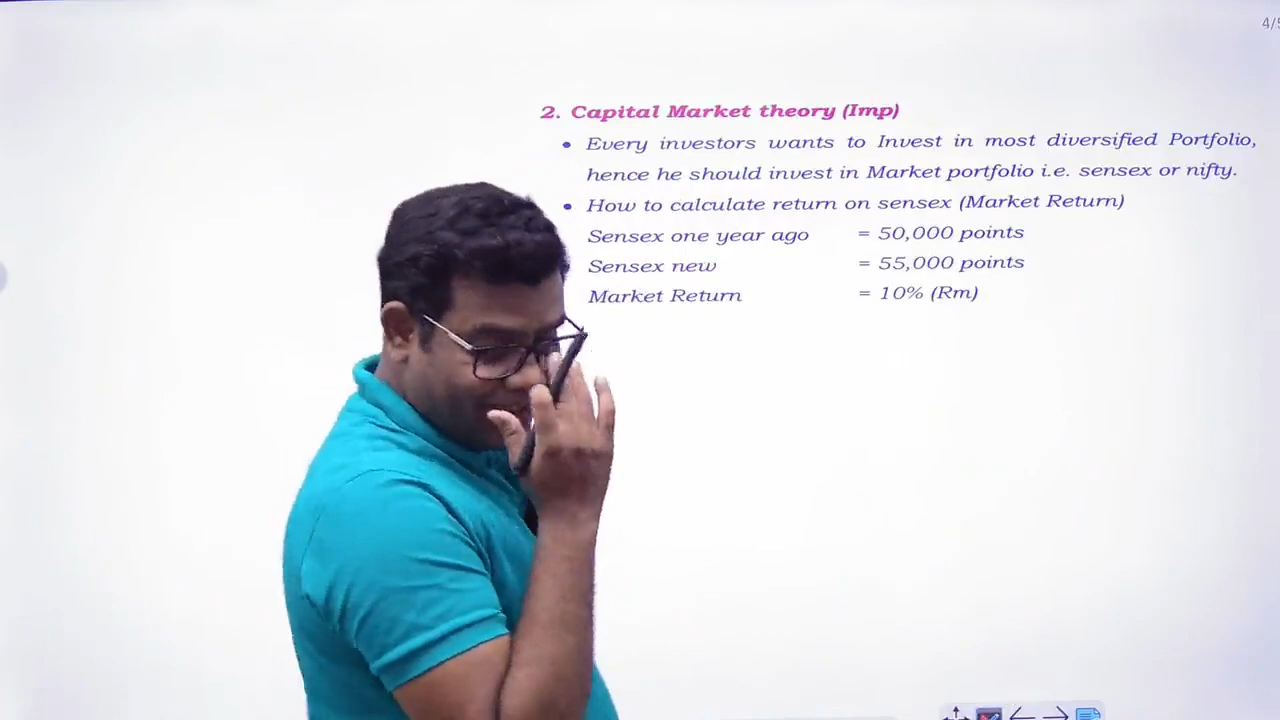 4/5
2. Capital Market theory (Imp)
• Every investors wants to Invest in most diversified Portfolio,
hence he should invest in Market portfolio i.e. sensex or nifty.
• How to calculate return on sensex (Market Return)
Sensex one year ago = 50,000 points
Sensex new = 55,000 points
Market Return = 10% (Rm)